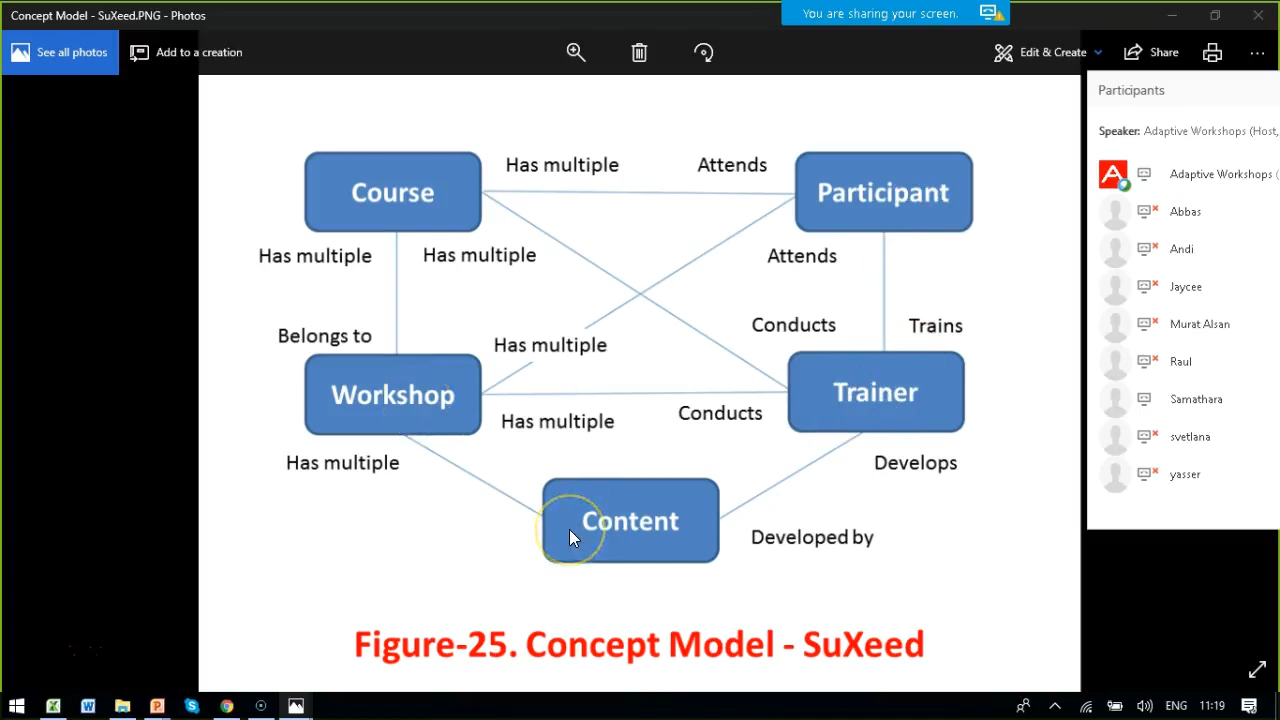 Concept Model - SuXeed.PNG - Photos
You are sharing your screen.
See all photos
Add to a creation
Edit & Create
Share
Participants
Speaker: Adaptive Workshops (Host,
Adaptive Workshops (
Abbas
Andi
Jaycee
Murat Alsan
Raul
Samathara
svetlana
yasser
Has multiple Attends
Course Participant
Has multiple Has multiple Attends
Belongs to Conducts Trains
Has multiple
Workshop Trainer
Has multiple Conducts
Has multiple Develops
Content
Developed by
Figure-25. Concept Model - SuXeed
ENG 11:19